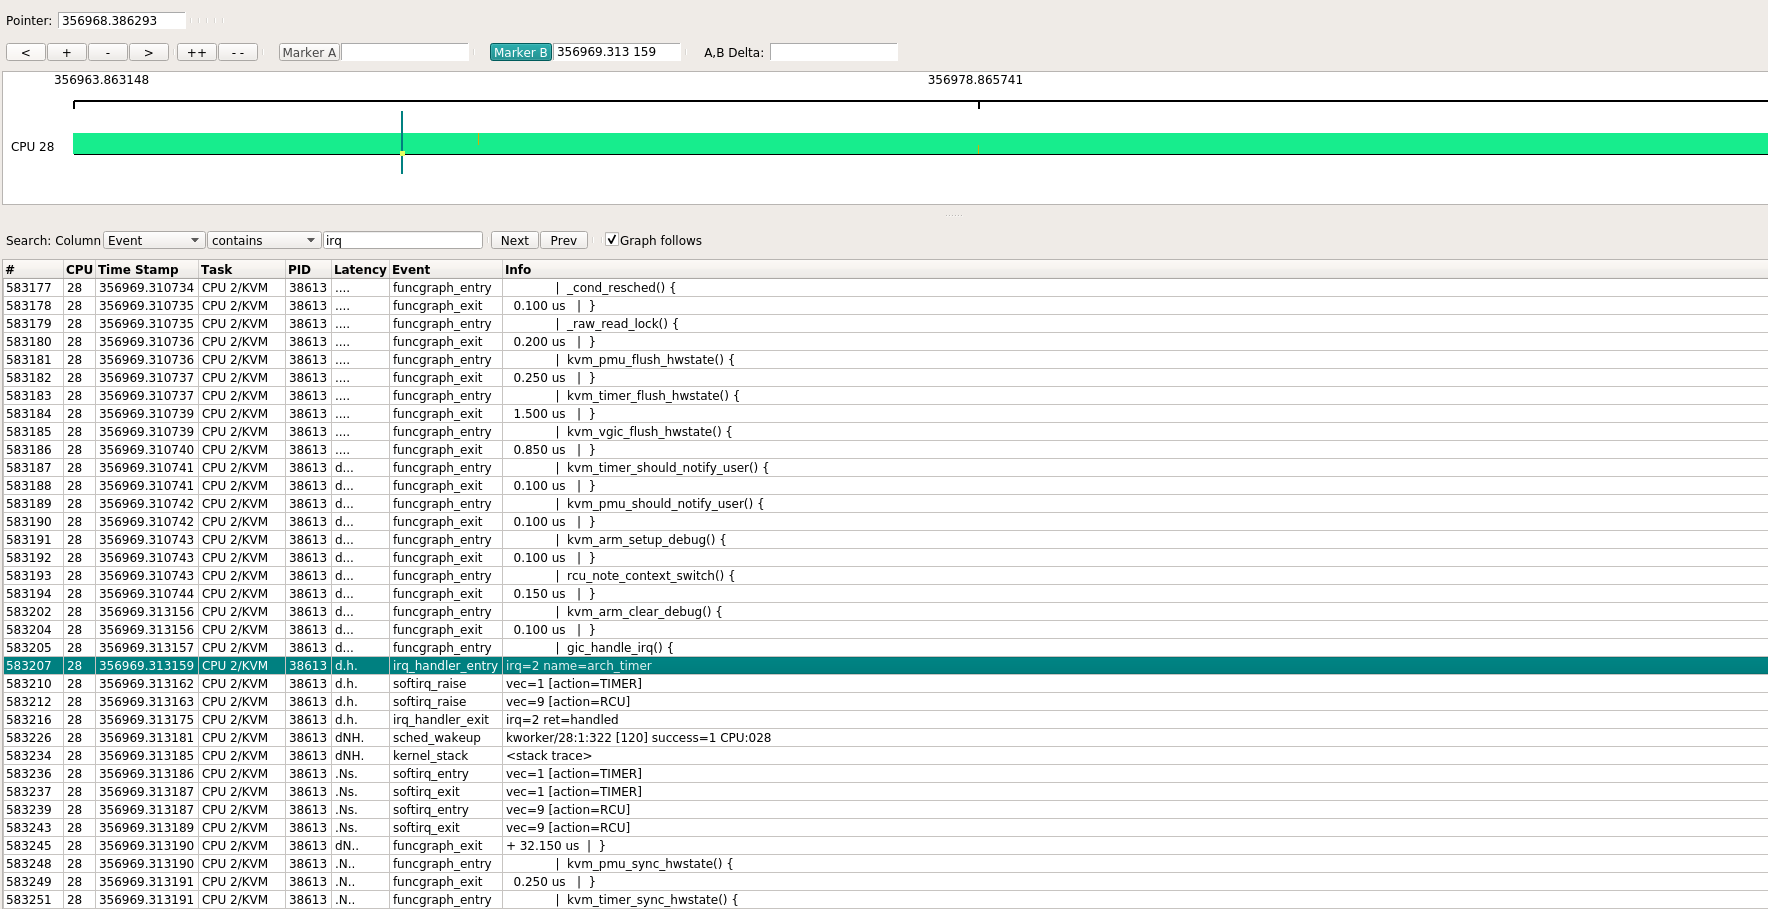 Pointer: 356968.386293
< + - > ++ - - Marker A Marker B 356969.313 159 A,B Delta:
356963.863148 356978.865741
CPU 28
Search: Column Event contains irq Next Prev Graph follows
# CPU Time Stamp Task PID Latency Event Info
583177 28 356969.310734 CPU 2/KVM 38613 .... funcgraph_entry | _cond_resched() {
583178 28 356969.310735 CPU 2/KVM 38613 .... funcgraph_exit 0.100 us | }
583179 28 356969.310735 CPU 2/KVM 38613 .... funcgraph_entry | _raw_read_lock() {
583180 28 356969.310736 CPU 2/KVM 38613 .... funcgraph_exit 0.200 us | }
583181 28 356969.310736 CPU 2/KVM 38613 .... funcgraph_entry | kvm_pmu_flush_hwstate() {
583182 28 356969.310737 CPU 2/KVM 38613 .... funcgraph_exit 0.250 us | }
583183 28 356969.310737 CPU 2/KVM 38613 .... funcgraph_entry | kvm_timer_flush_hwstate() {
583184 28 356969.310739 CPU 2/KVM 38613 .... funcgraph_exit 1.500 us | }
583185 28 356969.310739 CPU 2/KVM 38613 .... funcgraph_entry | kvm_vgic_flush_hwstate() {
583186 28 356969.310740 CPU 2/KVM 38613 .... funcgraph_exit 0.850 us | }
583187 28 356969.310741 CPU 2/KVM 38613 d... funcgraph_entry | kvm_timer_should_notify_user() {
583188 28 356969.310741 CPU 2/KVM 38613 d... funcgraph_exit 0.100 us | }
583189 28 356969.310742 CPU 2/KVM 38613 d... funcgraph_entry | kvm_pmu_should_notify_user() {
583190 28 356969.310742 CPU 2/KVM 38613 d... funcgraph_exit 0.100 us | }
583191 28 356969.310743 CPU 2/KVM 38613 d... funcgraph_entry | kvm_arm_setup_debug() {
583192 28 356969.310743 CPU 2/KVM 38613 d... funcgraph_exit 0.100 us | }
583193 28 356969.310743 CPU 2/KVM 38613 d... funcgraph_entry | rcu_note_context_switch() {
583194 28 356969.310744 CPU 2/KVM 38613 d... funcgraph_exit 0.150 us | }
583202 28 356969.313156 CPU 2/KVM 38613 d... funcgraph_entry | kvm_arm_clear_debug() {
583204 28 356969.313156 CPU 2/KVM 38613 d... funcgraph_exit 0.100 us | }
583205 28 356969.313157 CPU 2/KVM 38613 d... funcgraph_entry | gic_handle_irq() {
583207 28 356969.313159 CPU 2/KVM 38613 d.h. irq_handler_entry irq=2 name=arch_timer
583210 28 356969.313162 CPU 2/KVM 38613 d.h. softirq_raise vec=1 [action=TIMER]
583212 28 356969.313163 CPU 2/KVM 38613 d.h. softirq_raise vec=9 [action=RCU]
583216 28 356969.313175 CPU 2/KVM 38613 d.h. irq_handler_exit irq=2 ret=handled
583226 28 356969.313181 CPU 2/KVM 38613 dNH. sched_wakeup kworker/28:1:322 [120] success=1 CPU:028
583234 28 356969.313185 CPU 2/KVM 38613 dNH. kernel_stack <stack trace>
583236 28 356969.313186 CPU 2/KVM 38613 .Ns. softirq_entry vec=1 [action=TIMER]
583237 28 356969.313187 CPU 2/KVM 38613 .Ns. softirq_exit vec=1 [action=TIMER]
583239 28 356969.313187 CPU 2/KVM 38613 .Ns. softirq_entry vec=9 [action=RCU]
583243 28 356969.313189 CPU 2/KVM 38613 .Ns. softirq_exit vec=9 [action=RCU]
583245 28 356969.313190 CPU 2/KVM 38613 dN.. funcgraph_exit + 32.150 us | }
583248 28 356969.313190 CPU 2/KVM 38613 .N.. funcgraph_entry | kvm_pmu_sync_hwstate() {
583249 28 356969.313191 CPU 2/KVM 38613 .N.. funcgraph_exit 0.250 us | }
583251 28 356969.313191 CPU 2/KVM 38613 .N.. funcgraph_entry | kvm_timer_sync_hwstate() {